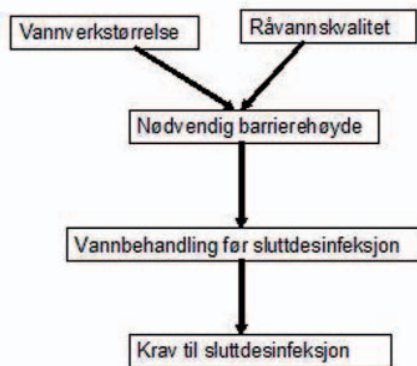 Vannverkstørrelse
Råvannskvalitet
Nødvendig barrierehøyde
Vannbehandling før sluttdesinfeksjon
Krav til sluttdesinfeksjon